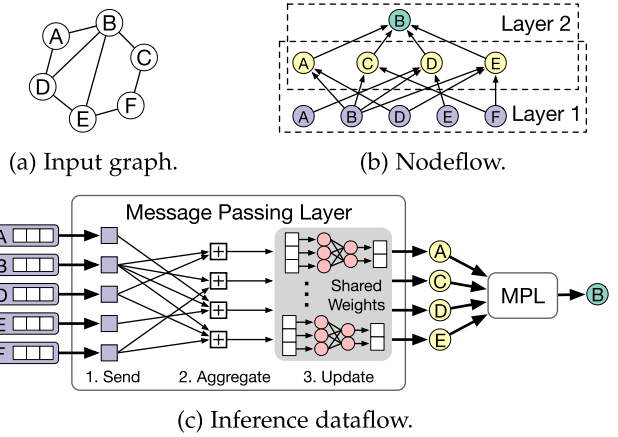 A
B
C
D
E
F
(a) Input graph.
B
Layer 2
A C D E
A B D E F
Layer 1
(b) Nodeflow.
Message Passing Layer
A
B
D
E
F
+
+
+
+
Shared
Weights
1. Send 2. Aggregate 3. Update
A
C
D
E
MPL
B
(c) Inference dataflow.